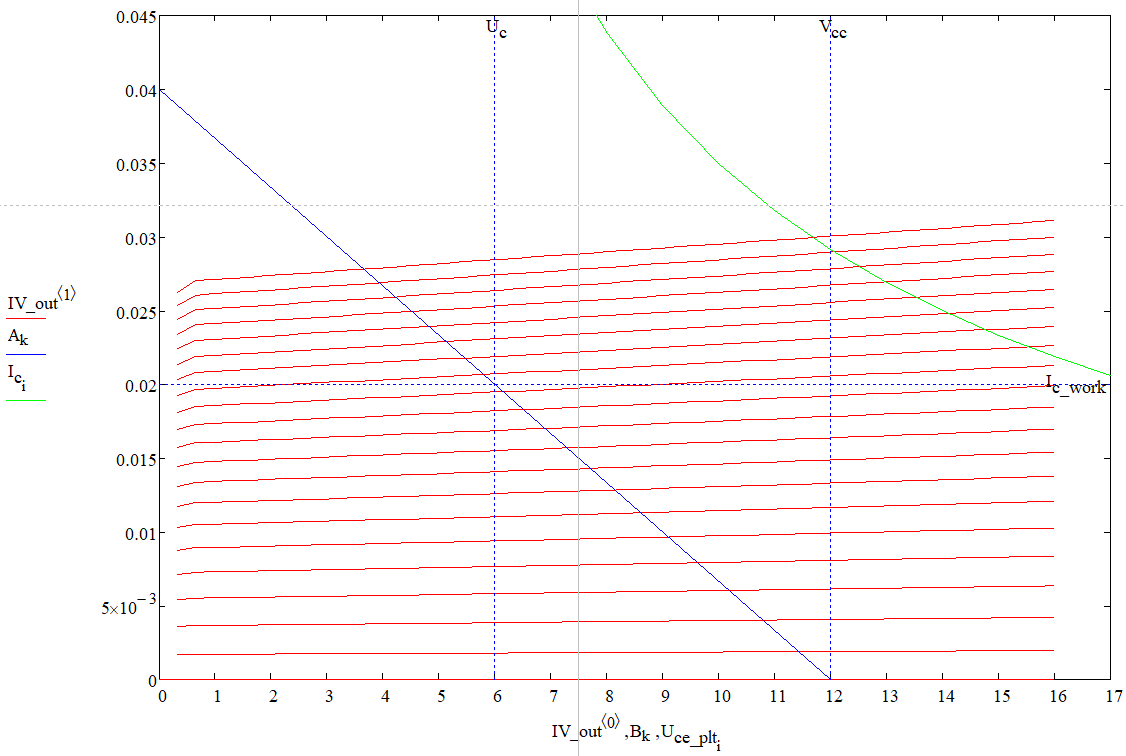 0.045
0.04
0.035
0.03
0.025
0.02
0.015
0.01
5×10⁻³
0
U_c
V_cc
I_c_work
IV_out⟨1⟩
A_k
I_c_i
0 1 2 3 4 5 6 7 8 9 10 11 12 13 14 15 16 17
IV_out⟨0⟩ ,B_k ,U_ce_plt_i